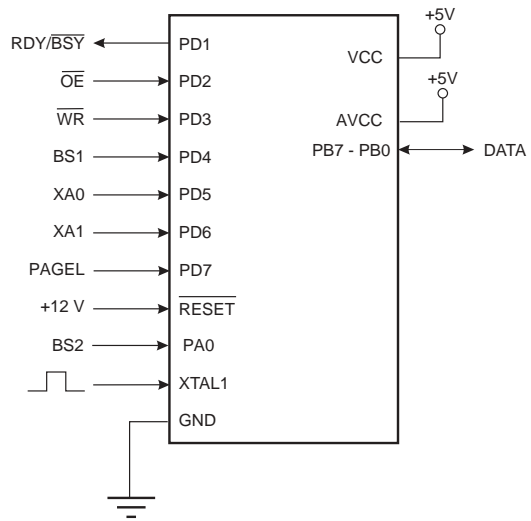 +5V
RDY/BSY PD1
VCC
OE PD2
+5V
WR PD3
AVCC
BS1 PD4 PB7 - PB0 DATA
XA0 PD5
XA1 PD6
PAGEL PD7
+12 V RESET
BS2 PA0
XTAL1
GND